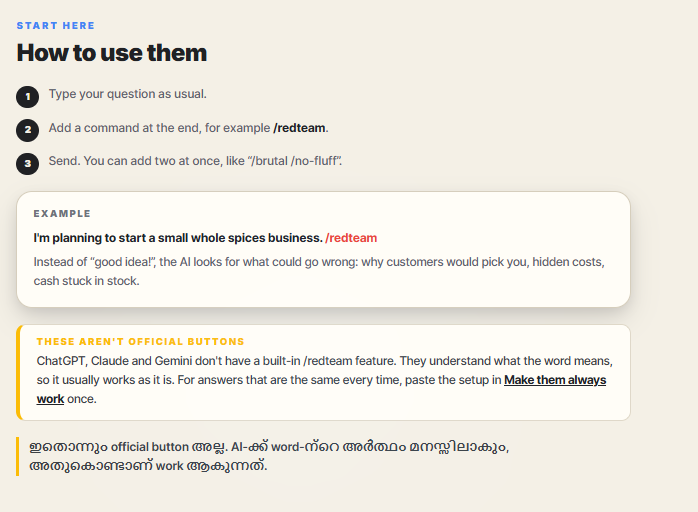 START HERE
How to use them
1 Type your question as usual.
2 Add a command at the end, for example /redteam.
3 Send. You can add two at once, like “/brutal /no-fluff”.
EXAMPLE
I'm planning to start a small whole spices business. /redteam
Instead of “good idea!”, the AI looks for what could go wrong: why customers would pick you, hidden costs,
cash stuck in stock.
THESE AREN'T OFFICIAL BUTTONS
ChatGPT, Claude and Gemini don't have a built-in /redteam feature. They understand what the word means,
so it usually works as it is. For answers that are the same every time, paste the setup in Make them always
work once.
ഇതൊന്നും official button അല്ല. AI-ക്ക് word-ന്റെ അർത്ഥം മനസ്സിലാകും,
അതുകൊണ്ടാണ് work ആകുന്നത്.